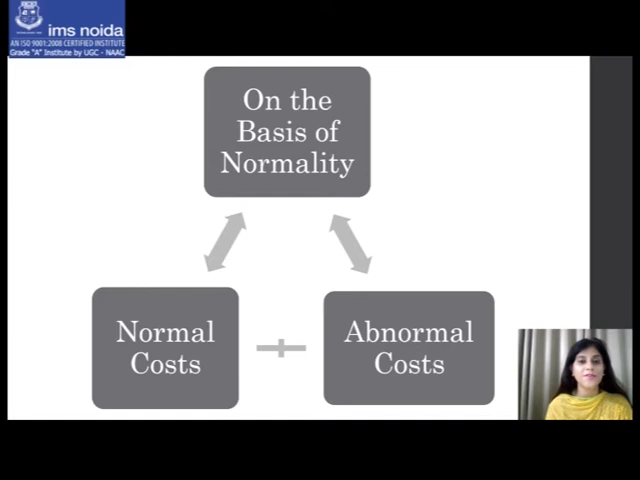 ims noida
AN ISO 9001:2008 CERTIFIED INSTITUTE
Grade "A" Institute by UGC - NAAC
On the
Basis of
Normality
Normal
Costs
Abnormal
Costs